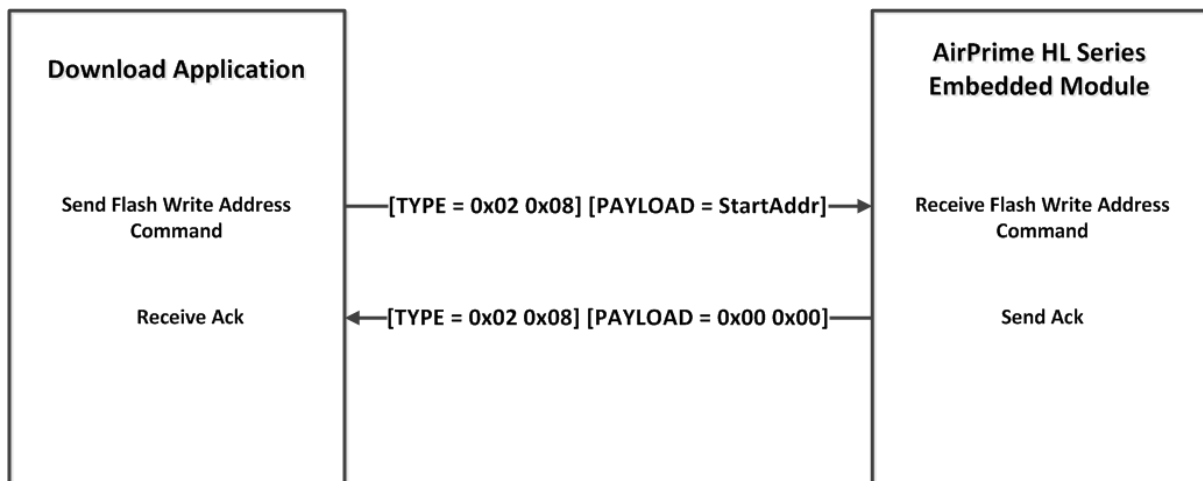 Download Application
AirPrime HL Series
Embedded Module
Send Flash Write Address
Command
[TYPE = 0x02 0x08] [PAYLOAD = StartAddr]
Receive Flash Write Address
Command
Receive Ack
[TYPE = 0x02 0x08] [PAYLOAD = 0x00 0x00]
Send Ack